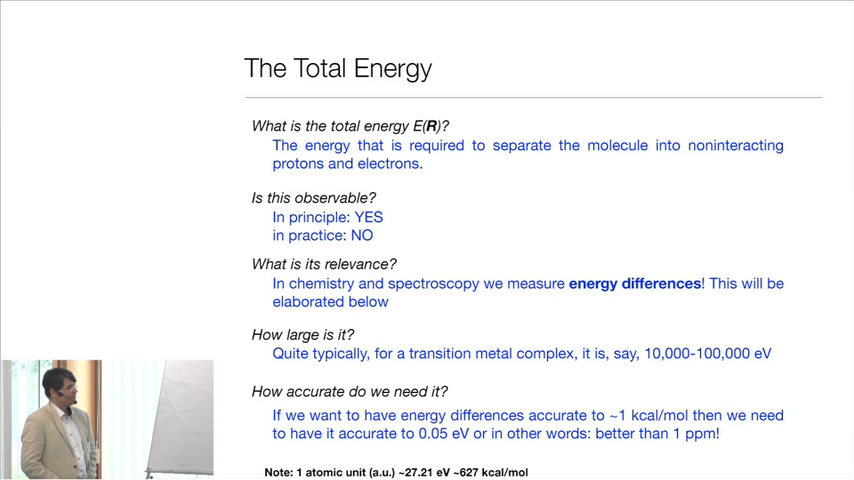 The Total Energy
What is the total energy E(R)?
The energy that is required to separate the molecule into noninteracting
protons and electrons.
Is this observable?
In principle: YES
in practice: NO
What is its relevance?
In chemistry and spectroscopy we measure energy differences! This will be
elaborated below
How large is it?
Quite typically, for a transition metal complex, it is, say, 10,000-100,000 eV
How accurate do we need it?
If we want to have energy differences accurate to ~1 kcal/mol then we need
to have it accurate to 0.05 eV or in other words: better than 1 ppm!
Note: 1 atomic unit (a.u.) ~27.21 eV ~627 kcal/mol